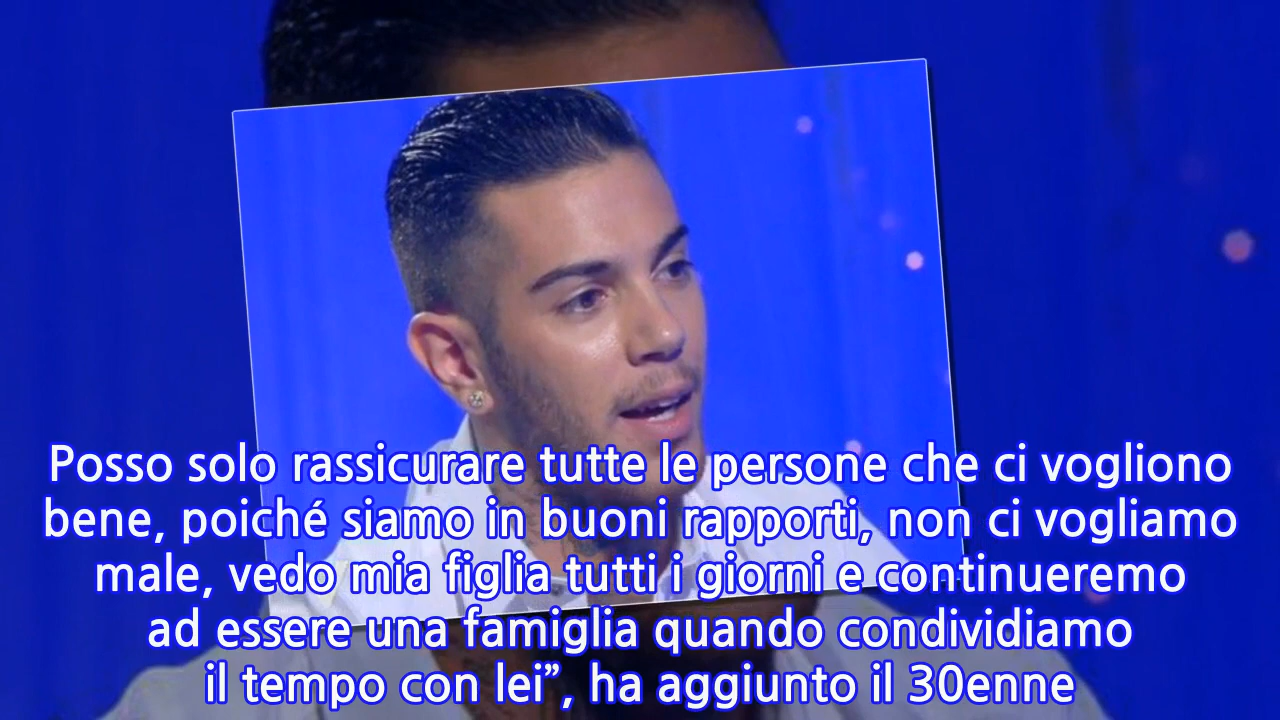 Posso solo rassicurare tutte le persone che ci vogliono
bene, poiché siamo in buoni rapporti, non ci vogliamo
male, vedo mia figlia tutti i giorni e continueremo
ad essere una famiglia quando condividiamo
il tempo con lei”, ha aggiunto il 30enne